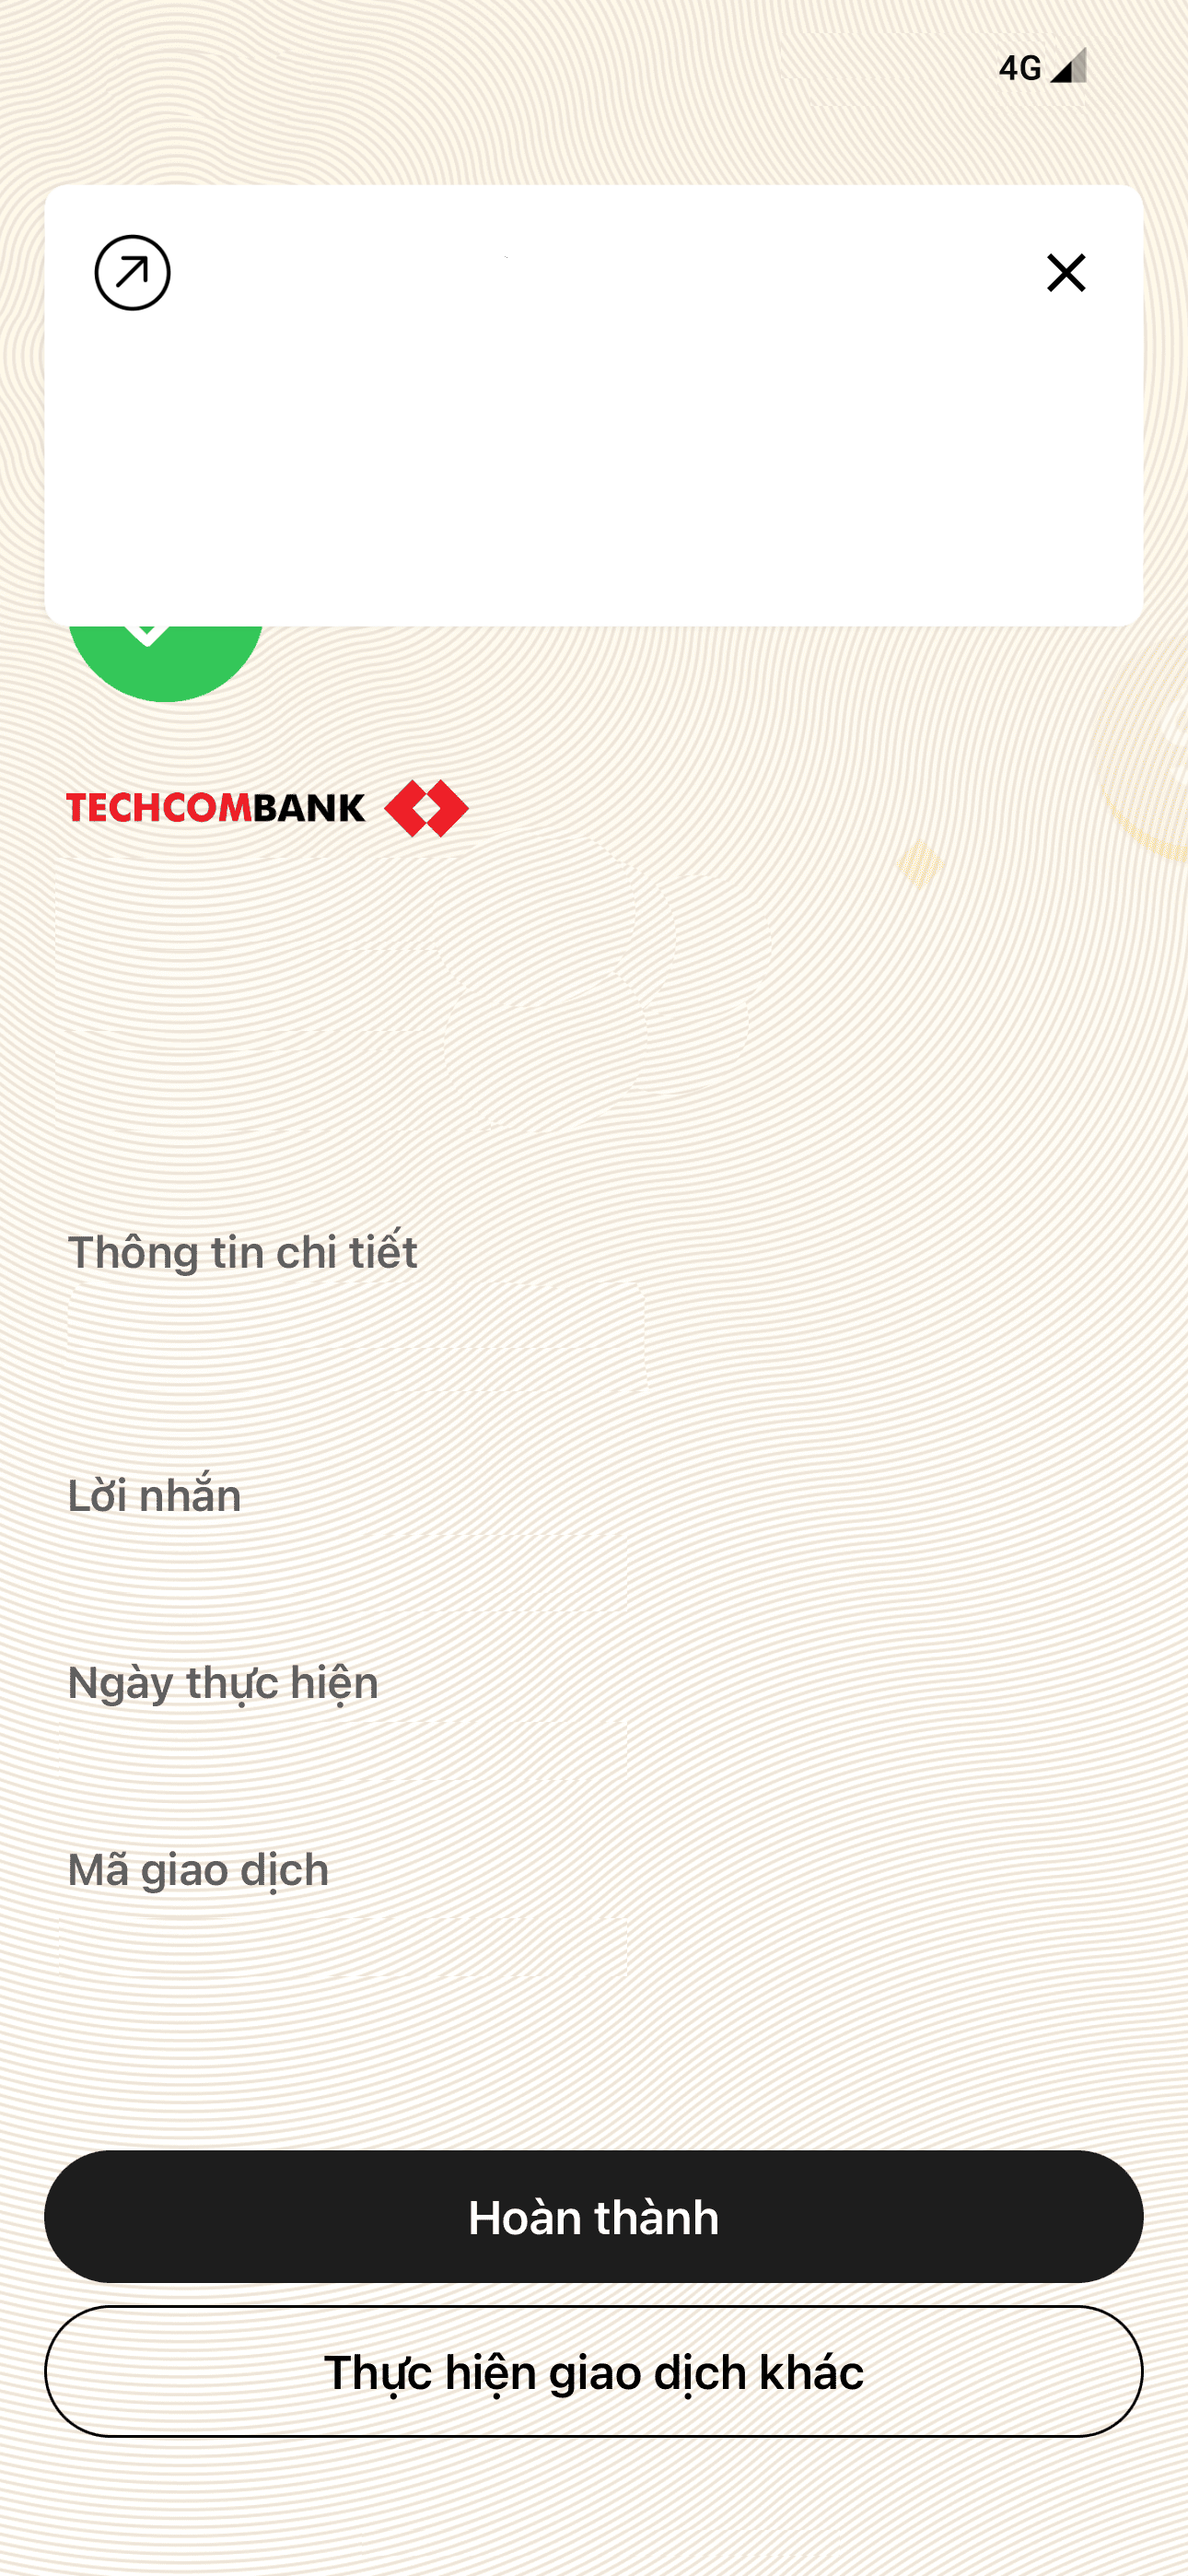 4G
TECHCOMBANK
Thông tin chi tiết
Lời nhắn
Ngày thực hiện
Mã giao dịch
Hoàn thành
Thực hiện giao dịch khác